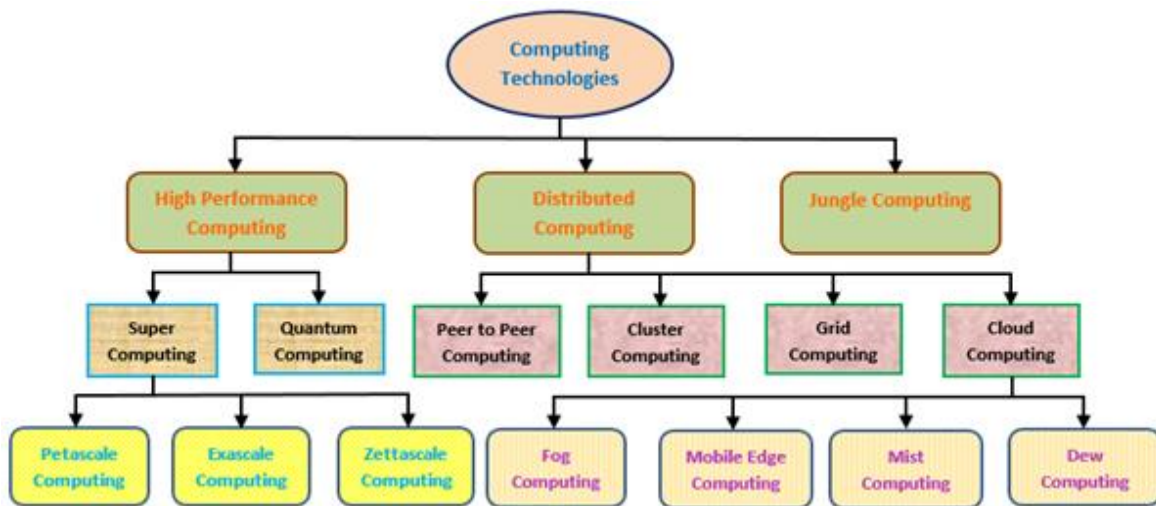 Computing
Technologies
High Performance
Computing
Distributed
Computing
Jungle Computing
Super
Computing
Quantum
Computing
Peer to Peer
Computing
Cluster
Computing
Grid
Computing
Cloud
Computing
Petascale
Computing
Exascale
Computing
Zettascale
Computing
Fog
Computing
Mobile Edge
Computing
Mist
Computing
Dew
Computing